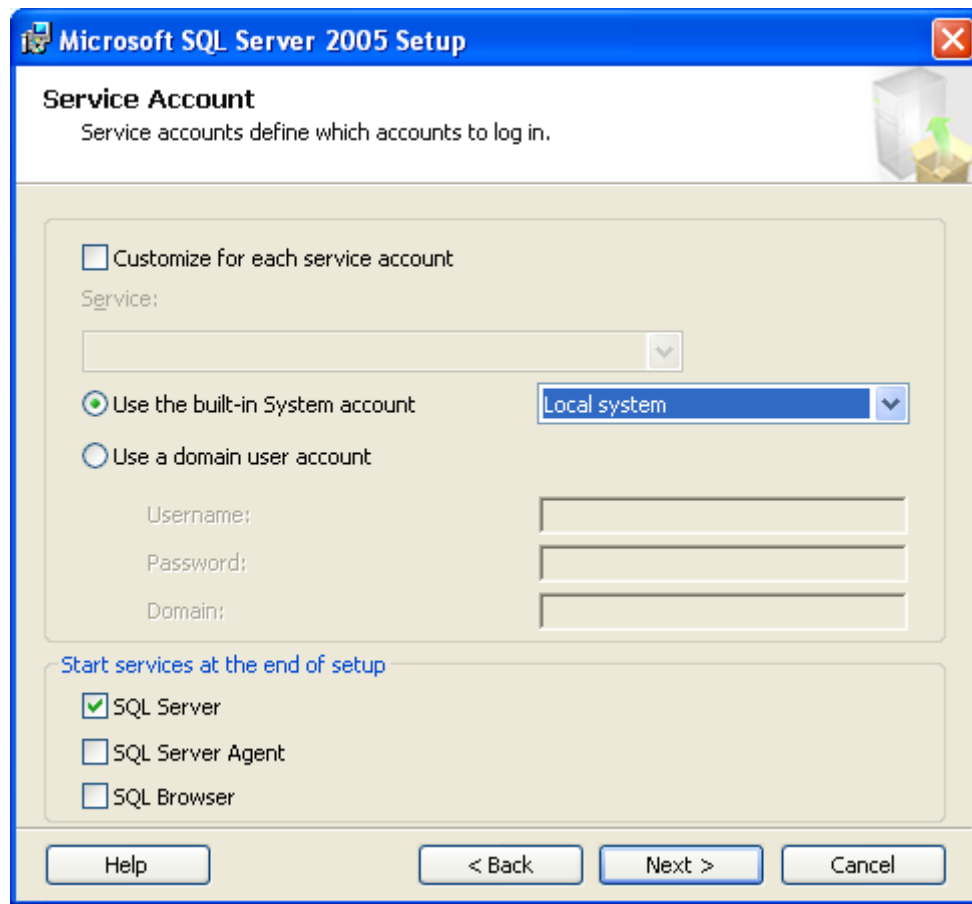 Microsoft SQL Server 2005 Setup
Service Account
Service accounts define which accounts to log in.
Customize for each service account
Service:
Use the built-in System account
Local system
Use a domain user account
Username:
Password:
Domain:
Start services at the end of setup
SQL Server
SQL Server Agent
SQL Browser
Help
< Back
Next >
Cancel